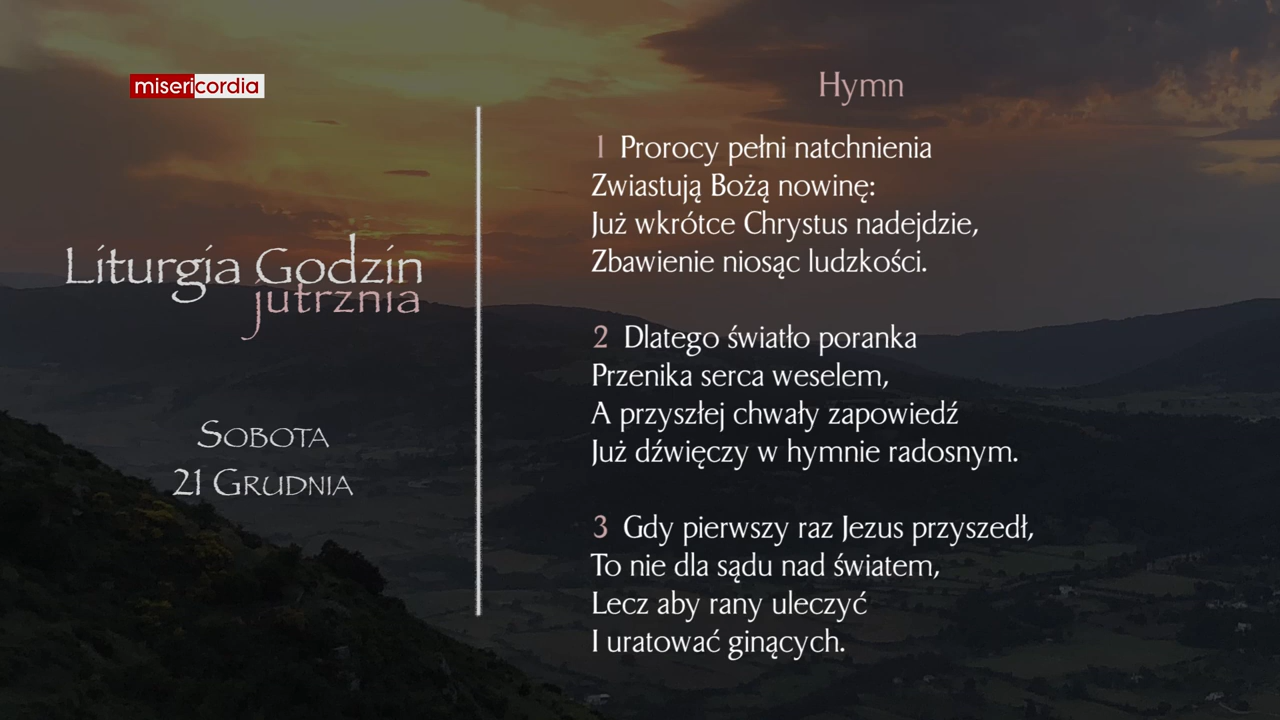 misericordia
Liturgia Godzin
jutrznia
Sobota
21 Grudnia
Hymn
1 Prorocy pełni natchnienia
Zwiastują Bożą nowinę:
Już wkrótce Chrystus nadejdzie,
Zbawienie niosąc ludzkości.
2 Dlatego światło poranka
Przenika serca weselem,
A przyszłej chwały zapowiedź
Już dźwięczy w hymnie radosnym.
3 Gdy pierwszy raz Jezus przyszedł,
To nie dla sądu nad światem,
Lecz aby rany uleczyć
I uratować ginących.